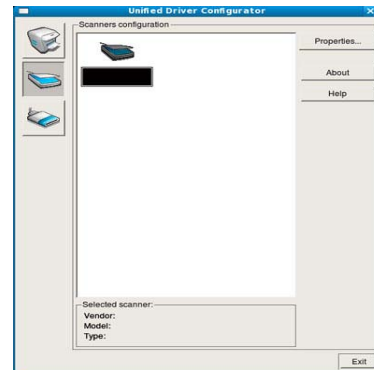 Unified Driver Configurator
Scanners configuration
Properties...
About
Help
Selected scanner:
Vendor:
Model:
Type:
Exit